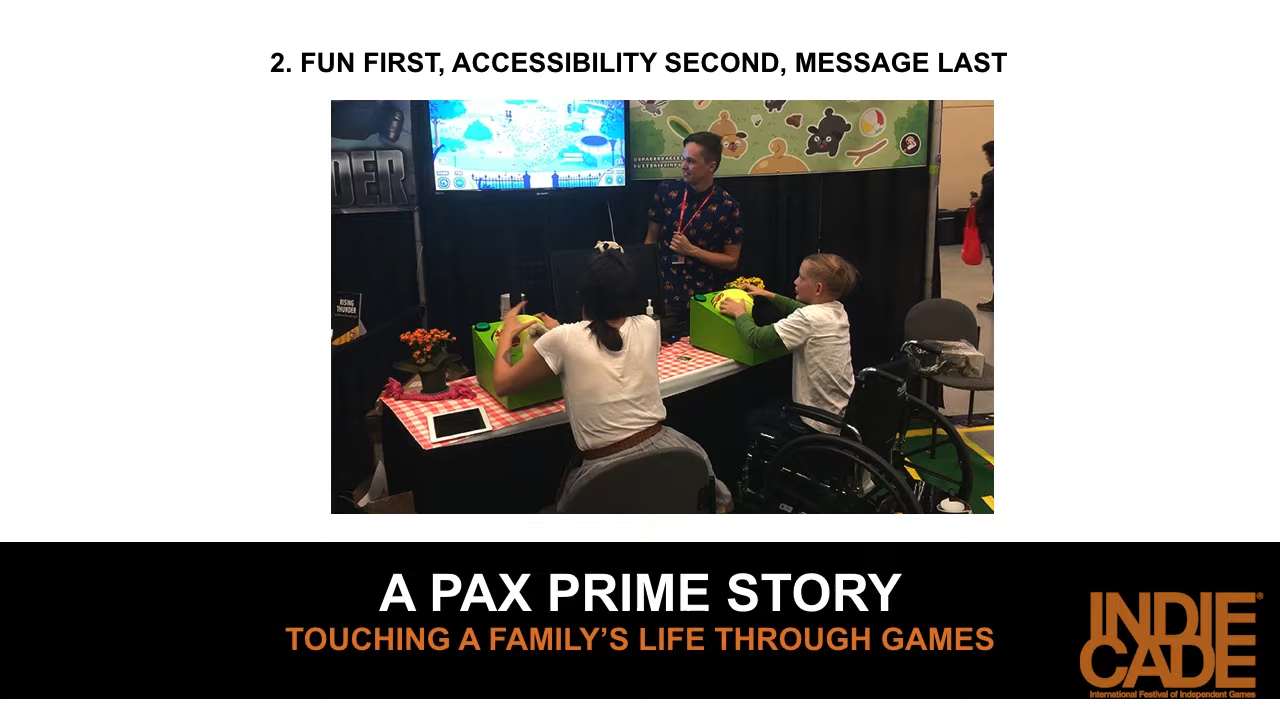 2. FUN FIRST, ACCESSIBILITY SECOND, MESSAGE LAST
DER
RISING
THUNDER
A PAX PRIME STORY
TOUCHING A FAMILY'S LIFE THROUGH GAMES
INDIE
CADE®
International Festival of Independent Games